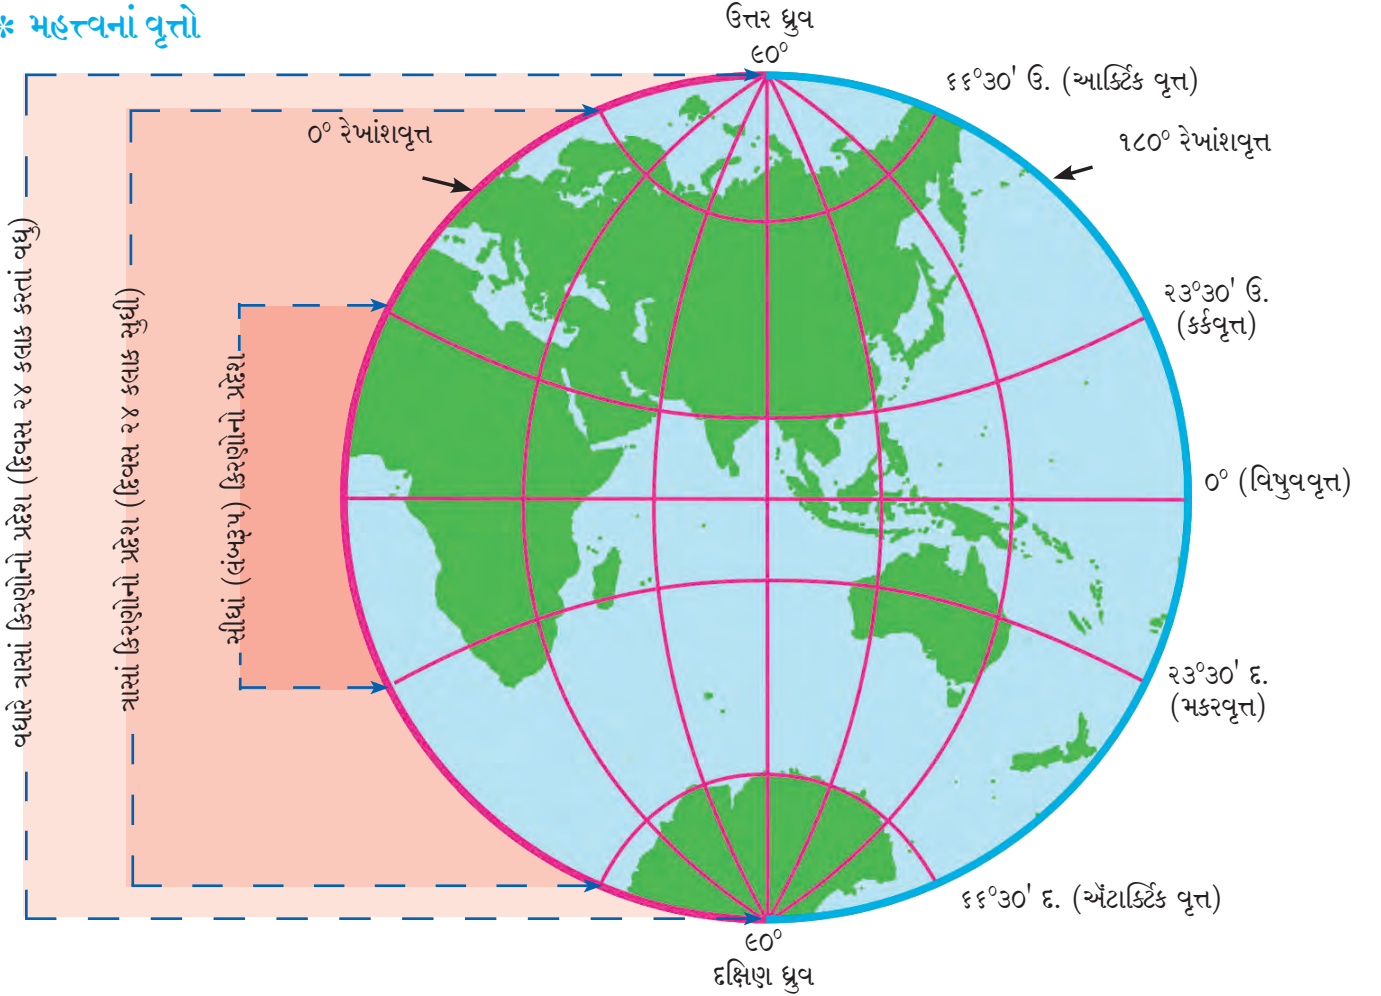 * મહત્ત્વનાં વૃત્તો
ઉત્તર ધ્રુવ
૯૦°
૬૬°૩૦' ઉ. (આર્ક્ટિક વૃત્ત)
૦° રેખાંશવૃત્ત
૧૮૦° રેખાંશવૃત્ત
૨૩°૩૦' ઉ.
(કર્કવૃત્ત)
વધારે ત્રાસાં કિરણોનો પ્રદેશ (દિવસ ૨૪ કલાક કરતાં વધુ)
ત્રાસાં કિરણોનો પ્રદેશ (દિવસ ૨૪ કલાક સુધી)
સીધાં (લંબરૂપ) કિરણોનો પ્રદેશ
૦° (વિષુવવૃત્ત)
૨૩°૩૦' દ.
(મકરવૃત્ત)
૬૬°૩૦' દ. (ઍંટાર્ક્ટિક વૃત્ત)
૯૦°
દક્ષિણ ધ્રુવ